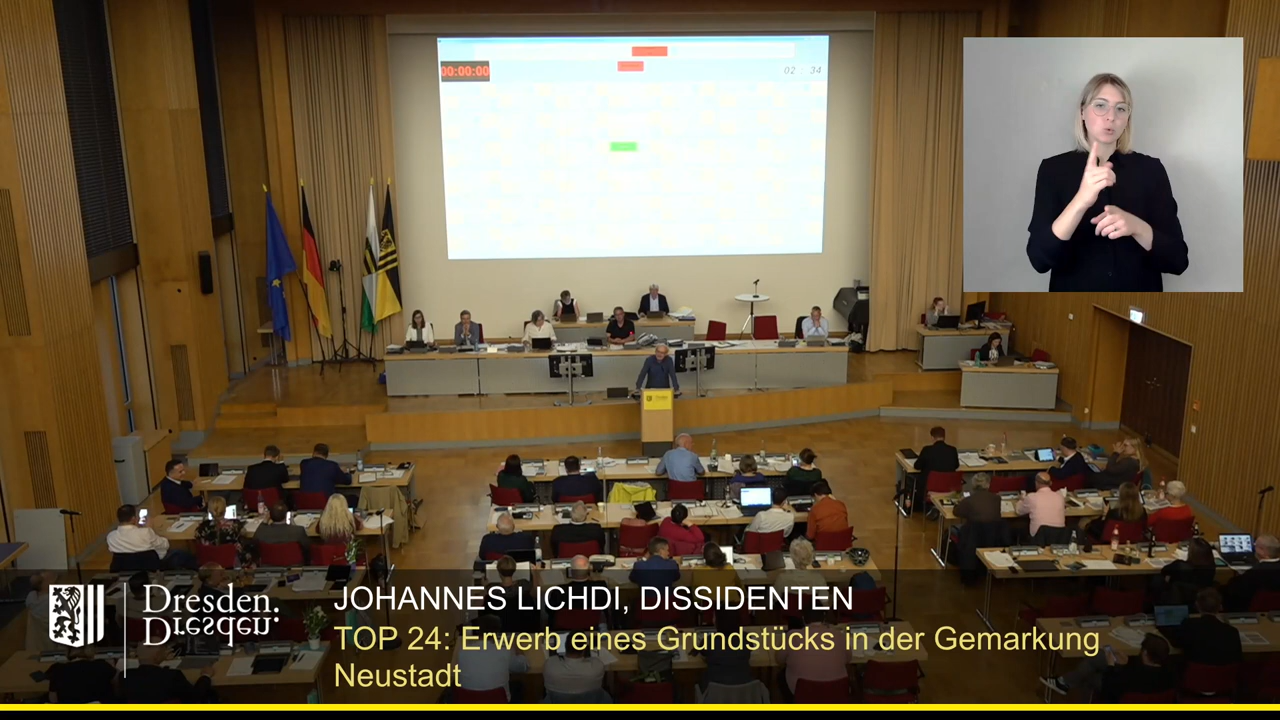 00:00:00
02 34
Dresden.
Dresden.
JOHANNES LICHDI, DISSIDENTEN
TOP 24: Erwerb eines Grundstücks in der Gemarkung
Neustadt